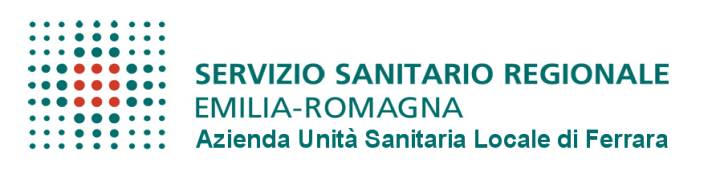 SERVIZIO SANITARIO REGIONALE
EMILIA-ROMAGNA
Azienda Unità Sanitaria Locale di Ferrara